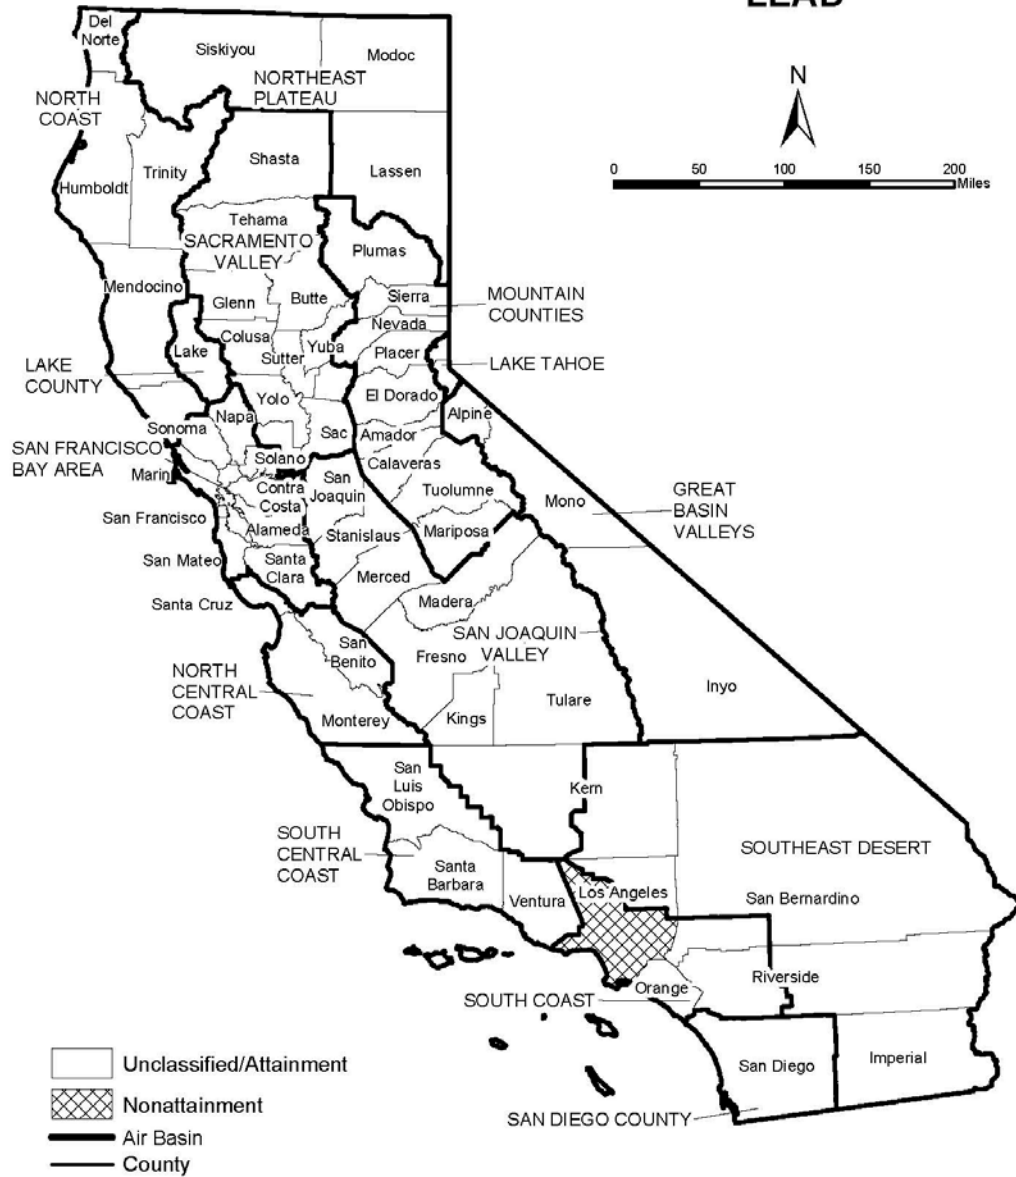 LEAD
Del
Norte
Siskiyou
Modoc
NORTHEAST
PLATEAU
NORTH
COAST
N
Shasta
Trinity
Lassen
Humboldt
0 50 100 150 200
Miles
Tehama
SACRAMENTO
VALLEY
Plumas
Mendocino
Glenn
Butte
Sierra
MOUNTAIN
COUNTIES
Nevada
Colusa
Yuba
Sutter
Placer
Lake
LAKE TAHOE
LAKE
COUNTY
Yolo
El Dorado
Napa
Alpine
Sonoma
Sac
Amador
SAN FRANCISCO
BAY AREA
Solano
Calaveras
Marin
Contra
Costa
San
Joaquin
Tuolumne
Mono
GREAT
BASIN
VALLEYS
San Francisco
Alameda
Stanislaus
Mariposa
San Mateo
Santa
Clara
Merced
Santa Cruz
Madera
San
Benito
Fresno
SAN JOAQUIN
VALLEY
NORTH
CENTRAL
COAST
Inyo
Tulare
Monterey
Kings
San
Luis
Obispo
Kern
SOUTH
CENTRAL
COAST
SOUTHEAST DESERT
Santa
Barbara
Ventura
Los Angeles
San Bernardino
Riverside
Orange
SOUTH COAST
San Diego
Imperial
SAN DIEGO COUNTY
Unclassified/Attainment
Nonattainment
Air Basin
County